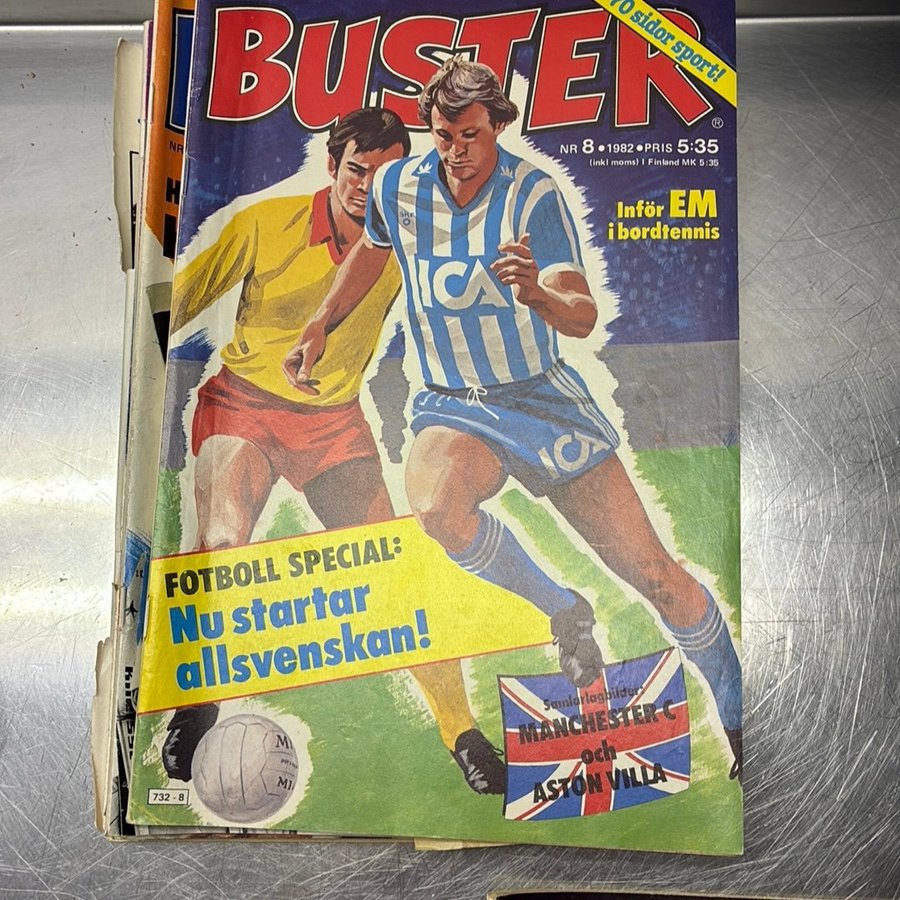 BUSTER
70 sidor sport!
®
NR 8 • 1982 • PRIS 5:35
(inkl moms) I Finland MK 5:35
Inför EM
i bordtennis
ICA
ICA
FOTBOLL SPECIAL:
Nu startar
allsvenskan!
Samlarlagbilder:
MANCHESTER C
och
ASTON VILLA
732 - 8
NR